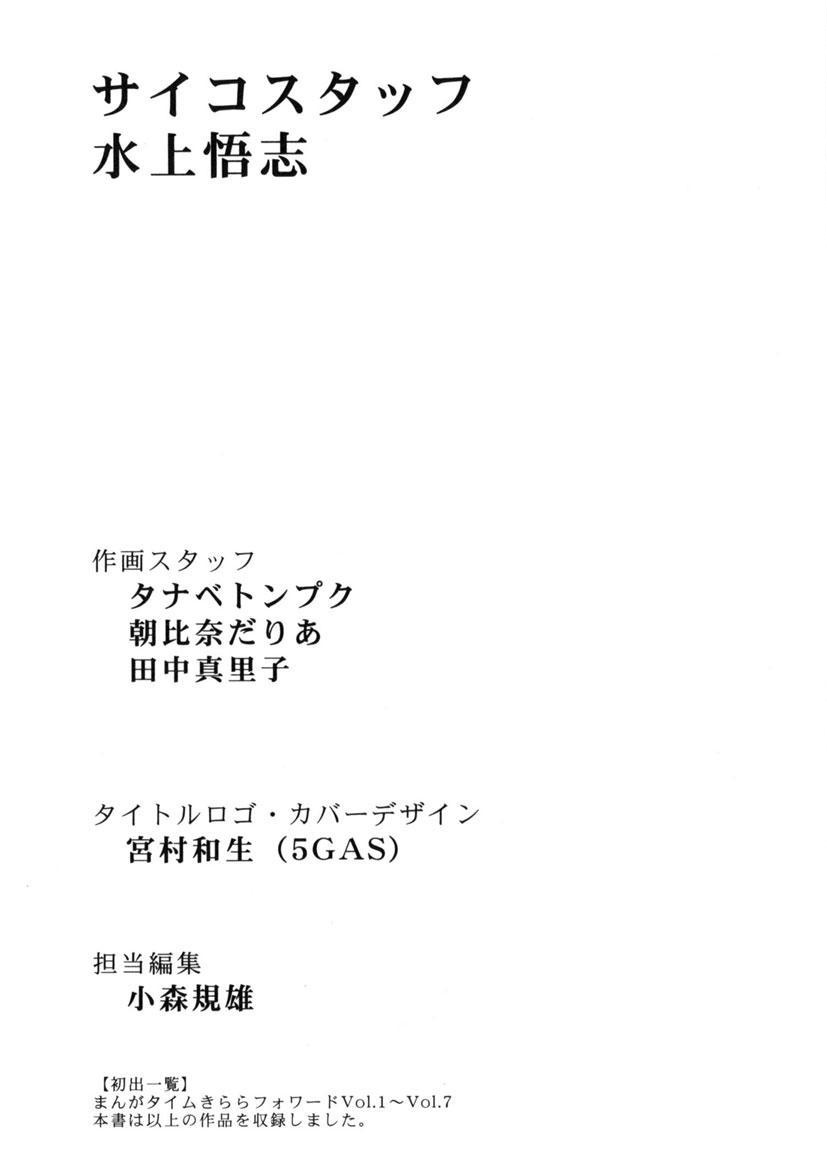 サイコスタッフ
水上悟志
作画スタッフ
タナベトンプク
朝比奈だりあ
田中真里子
タイトルロゴ・カバーデザイン
宮村和生（5GAS）
担当編集
小森規雄
【初出一覧】
まんがタイムきららフォワードVol.1～Vol.7
本書は以上の作品を収録しました。